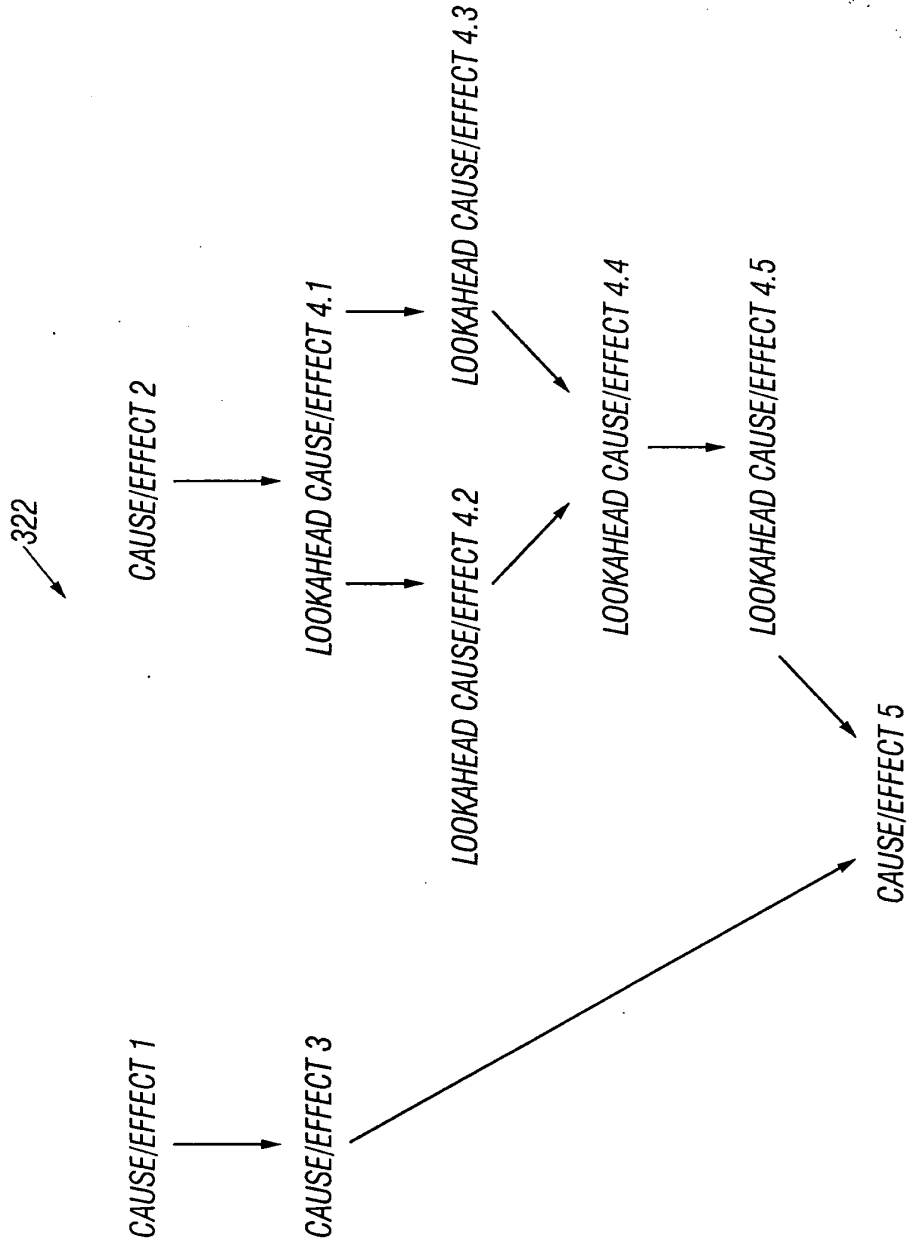 322
CAUSE/EFFECT 1
CAUSE/EFFECT 2
CAUSE/EFFECT 3
LOOKAHEAD CAUSE/EFFECT 4.1
LOOKAHEAD CAUSE/EFFECT 4.2
LOOKAHEAD CAUSE/EFFECT 4.3
LOOKAHEAD CAUSE/EFFECT 4.4
LOOKAHEAD CAUSE/EFFECT 4.5
CAUSE/EFFECT 5